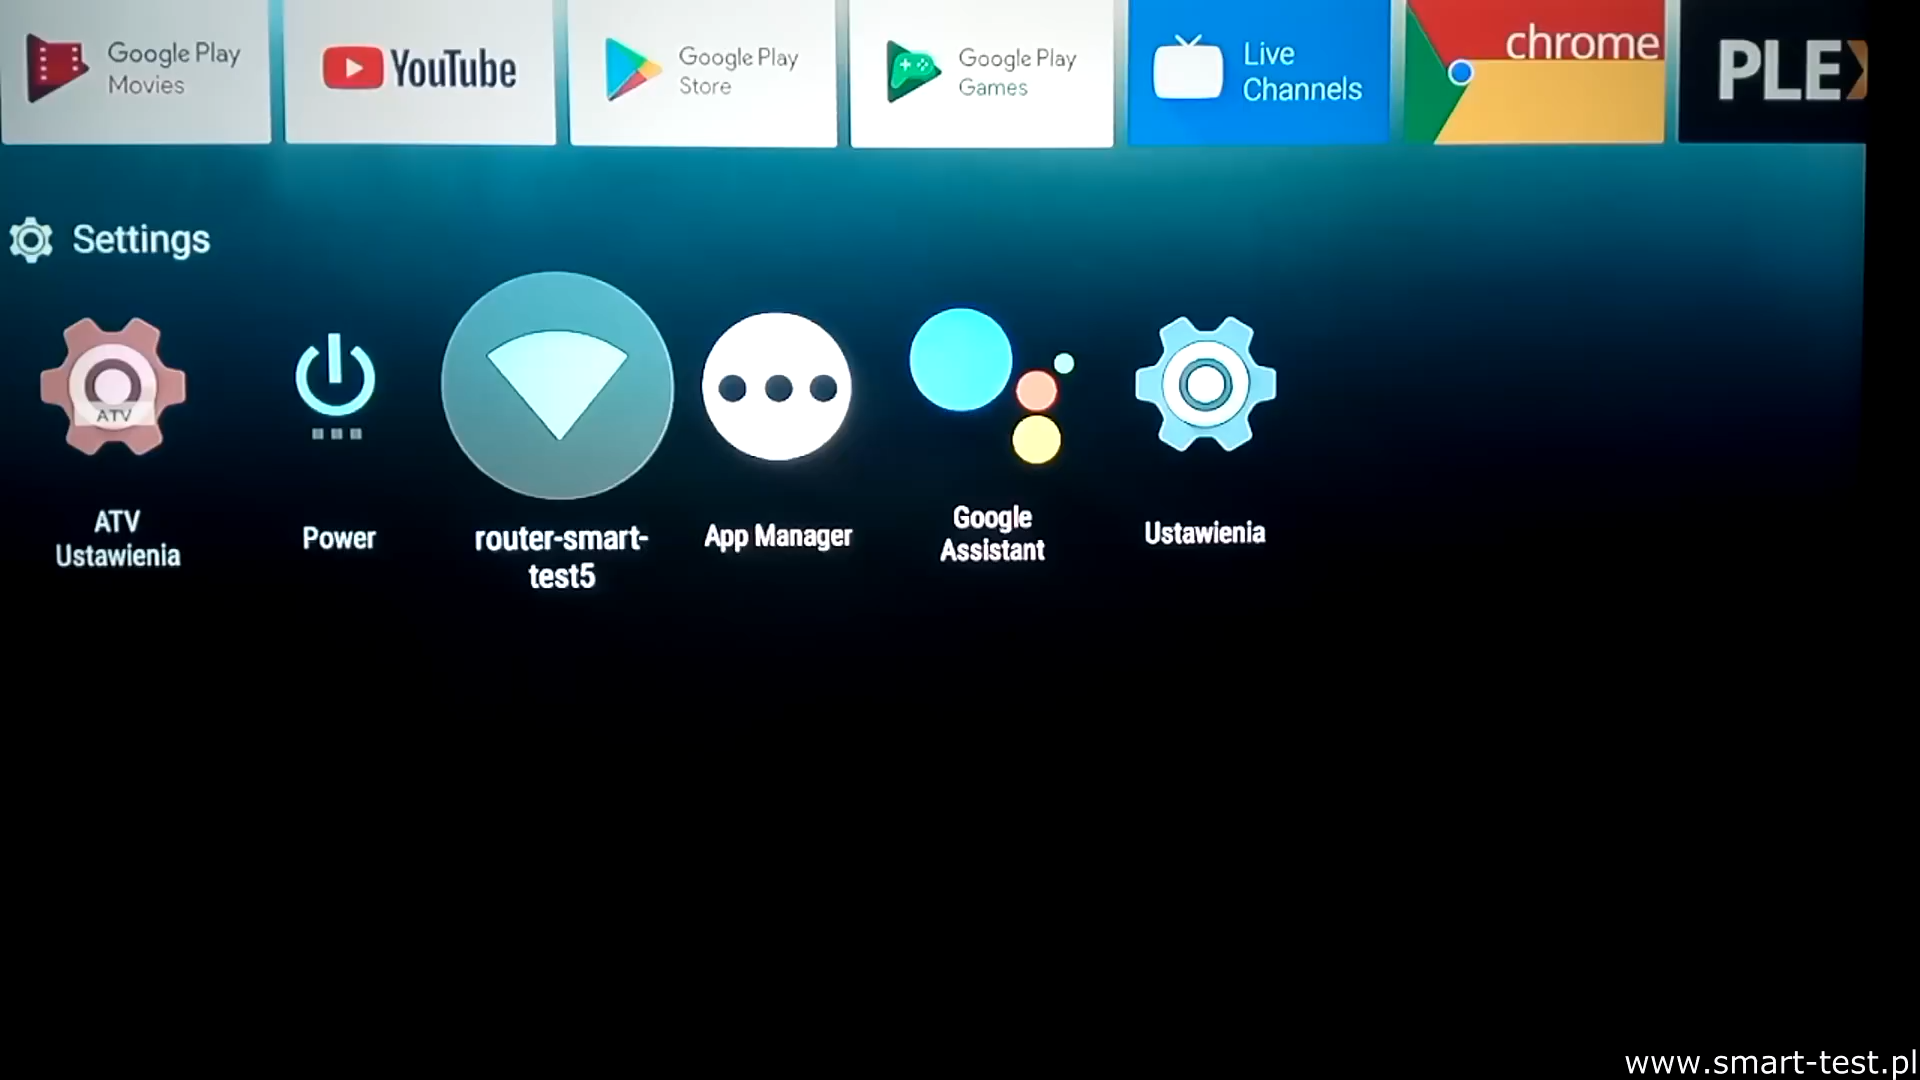 Google Play
Movies
YouTube
Google Play
Store
Google Play
Games
Live
Channels
chrome
PLEX
Settings
ATV
ATV
Ustawienia
Power
router-smart-
test5
App Manager
Google
Assistant
Ustawienia
www.smart-test.pl